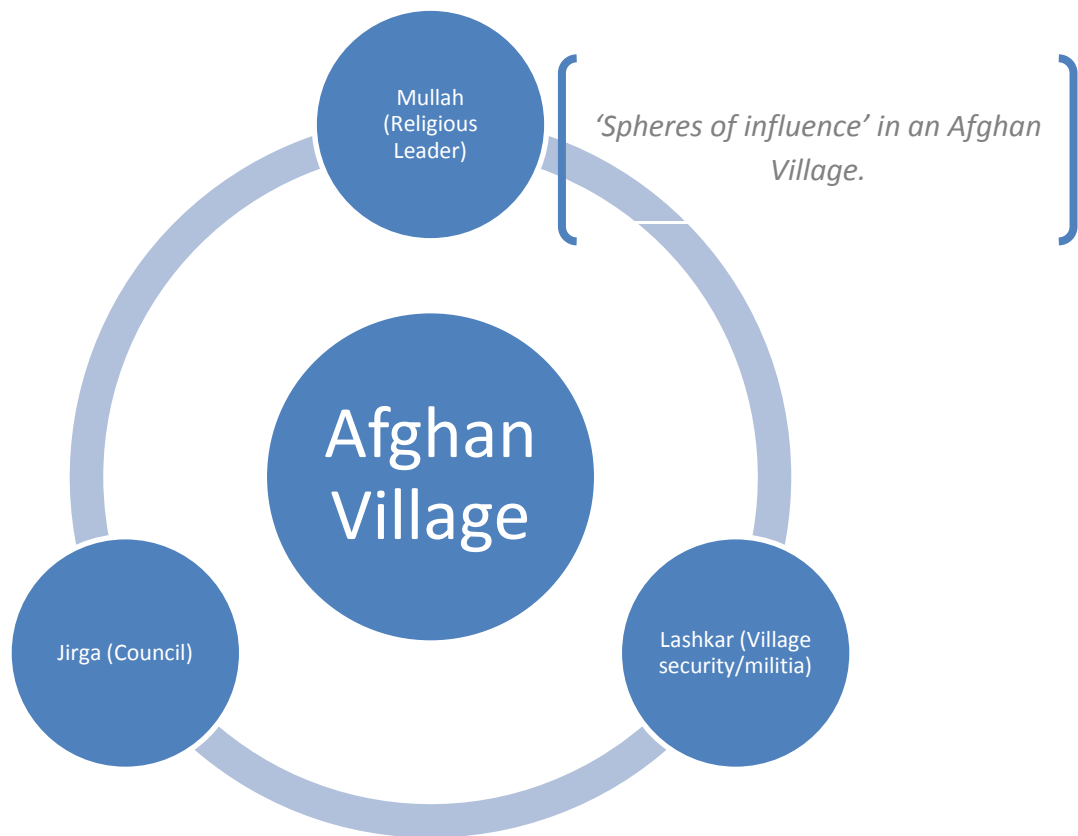 Mullah
(Religious
Leader)
‘Spheres of influence’ in an Afghan
Village.
Afghan
Village
Jirga (Council)
Lashkar (Village
security/militia)